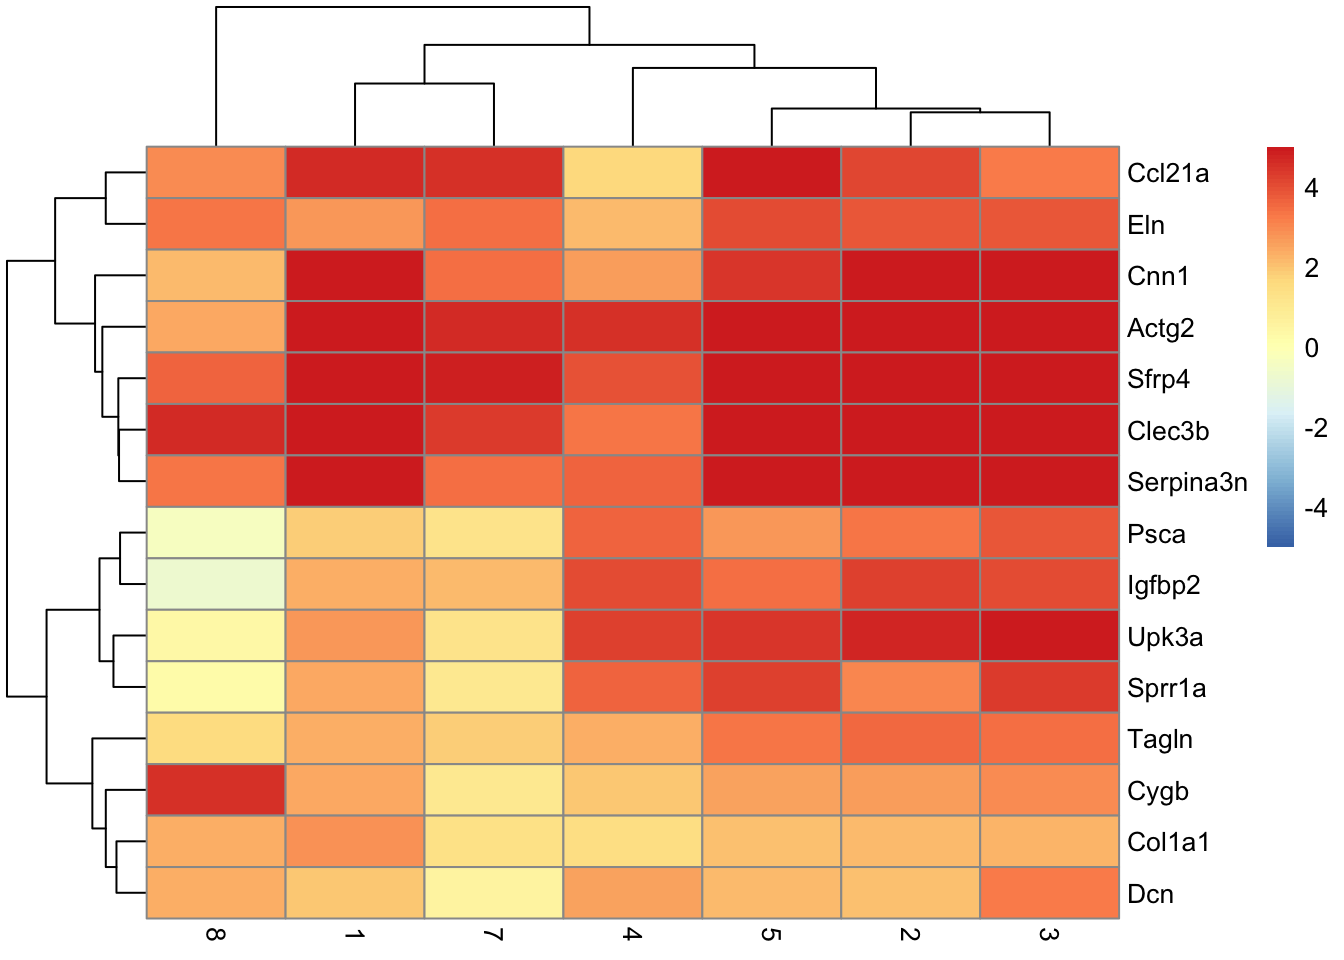 Ccl21a
Eln
Cnn1
Actg2
Sfrp4
Clec3b
Serpina3n
Psca
Igfbp2
Upk3a
Sprr1a
Tagln
Cygb
Col1a1
Dcn
4
2
0
-2
-4
8 1 7 4 5 2 3